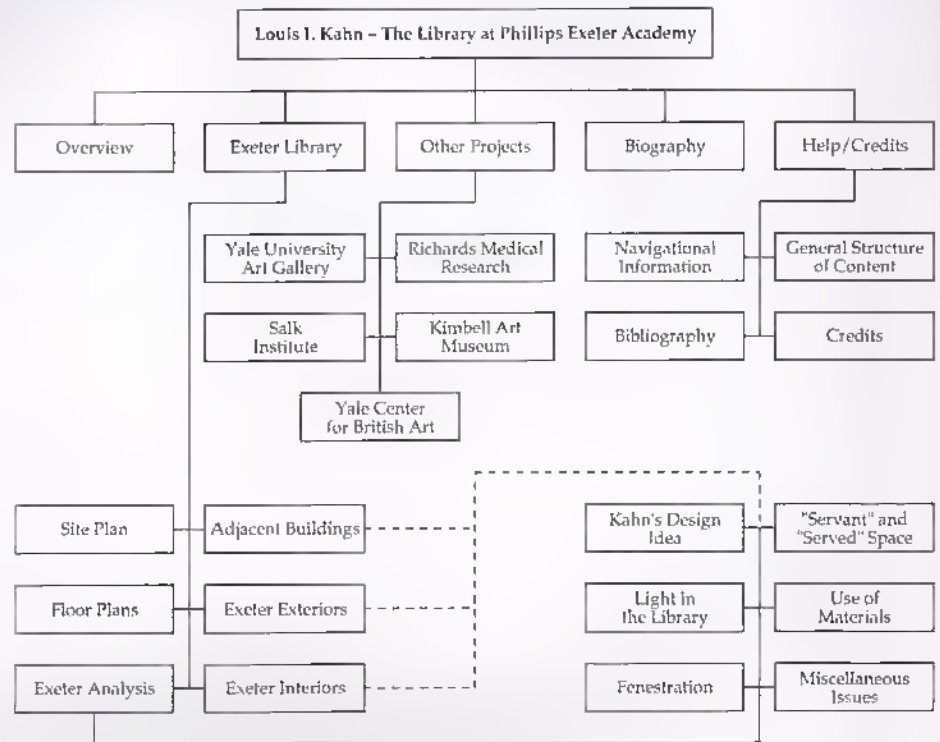 Louis I. Kahn – The Library at Phillips Exeter Academy
Overview
Exeter Library
Other Projects
Biography
Help/Credits
Yale University
Art Gallery
Richards Medical
Research
Navigational
Information
General Structure
of Content
Salk
Institute
Kimbell Art
Museum
Bibliography
Credits
Yale Center
for British Art
Site Plan
Adjacent Buildings
Kahn's Design
Idea
"Servant" and
"Served" Space
Floor Plans
Exeter Exteriors
Light in
the Library
Use of
Materials
Exeter Analysis
Exeter Interiors
Fenestration
Miscellaneous
Issues